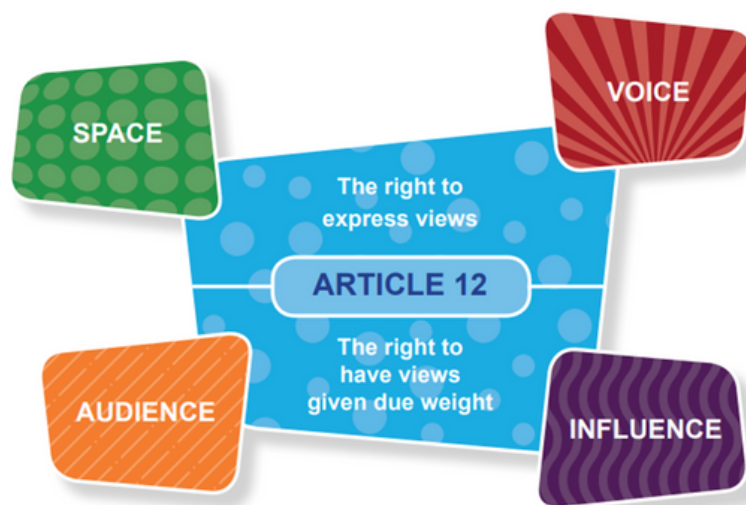 SPACE
VOICE
The right to
express views
ARTICLE 12
The right to
have views
given due weight
AUDIENCE
INFLUENCE